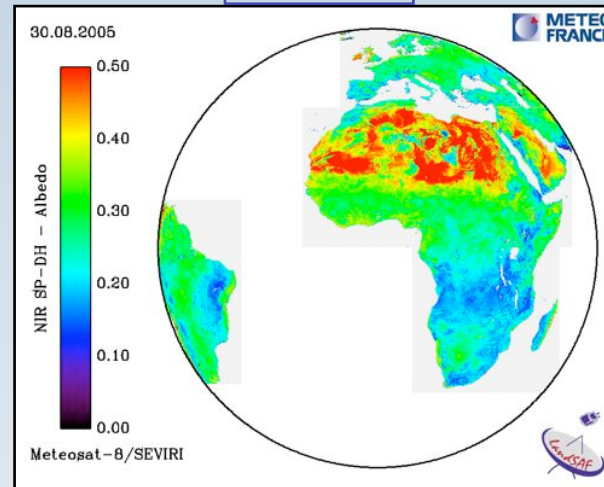 30.08.2005
METEO
FRANCE
0.50
0.40
0.30
0.20
0.10
0.00
NIR SP-DH - Albedo
Meteosat-8/SEVIRI
LandSAF